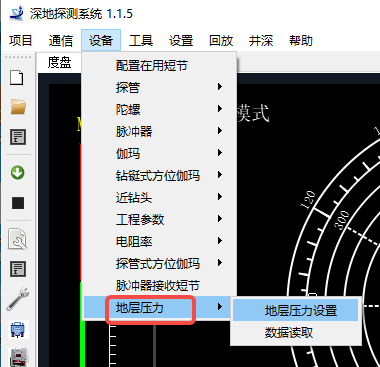 深地探测系统 1.1.5
项目 通信 设备 工具 设置 回放 井深 帮助
度盘
配置在用短节
探管
陀螺
模式
脉冲器
伽玛
钻铤式方位伽玛
近钻头
120
工程参数
300
电阻率
探管式方位伽玛
脉冲器接收短节
地层压力
地层压力设置
数据读取